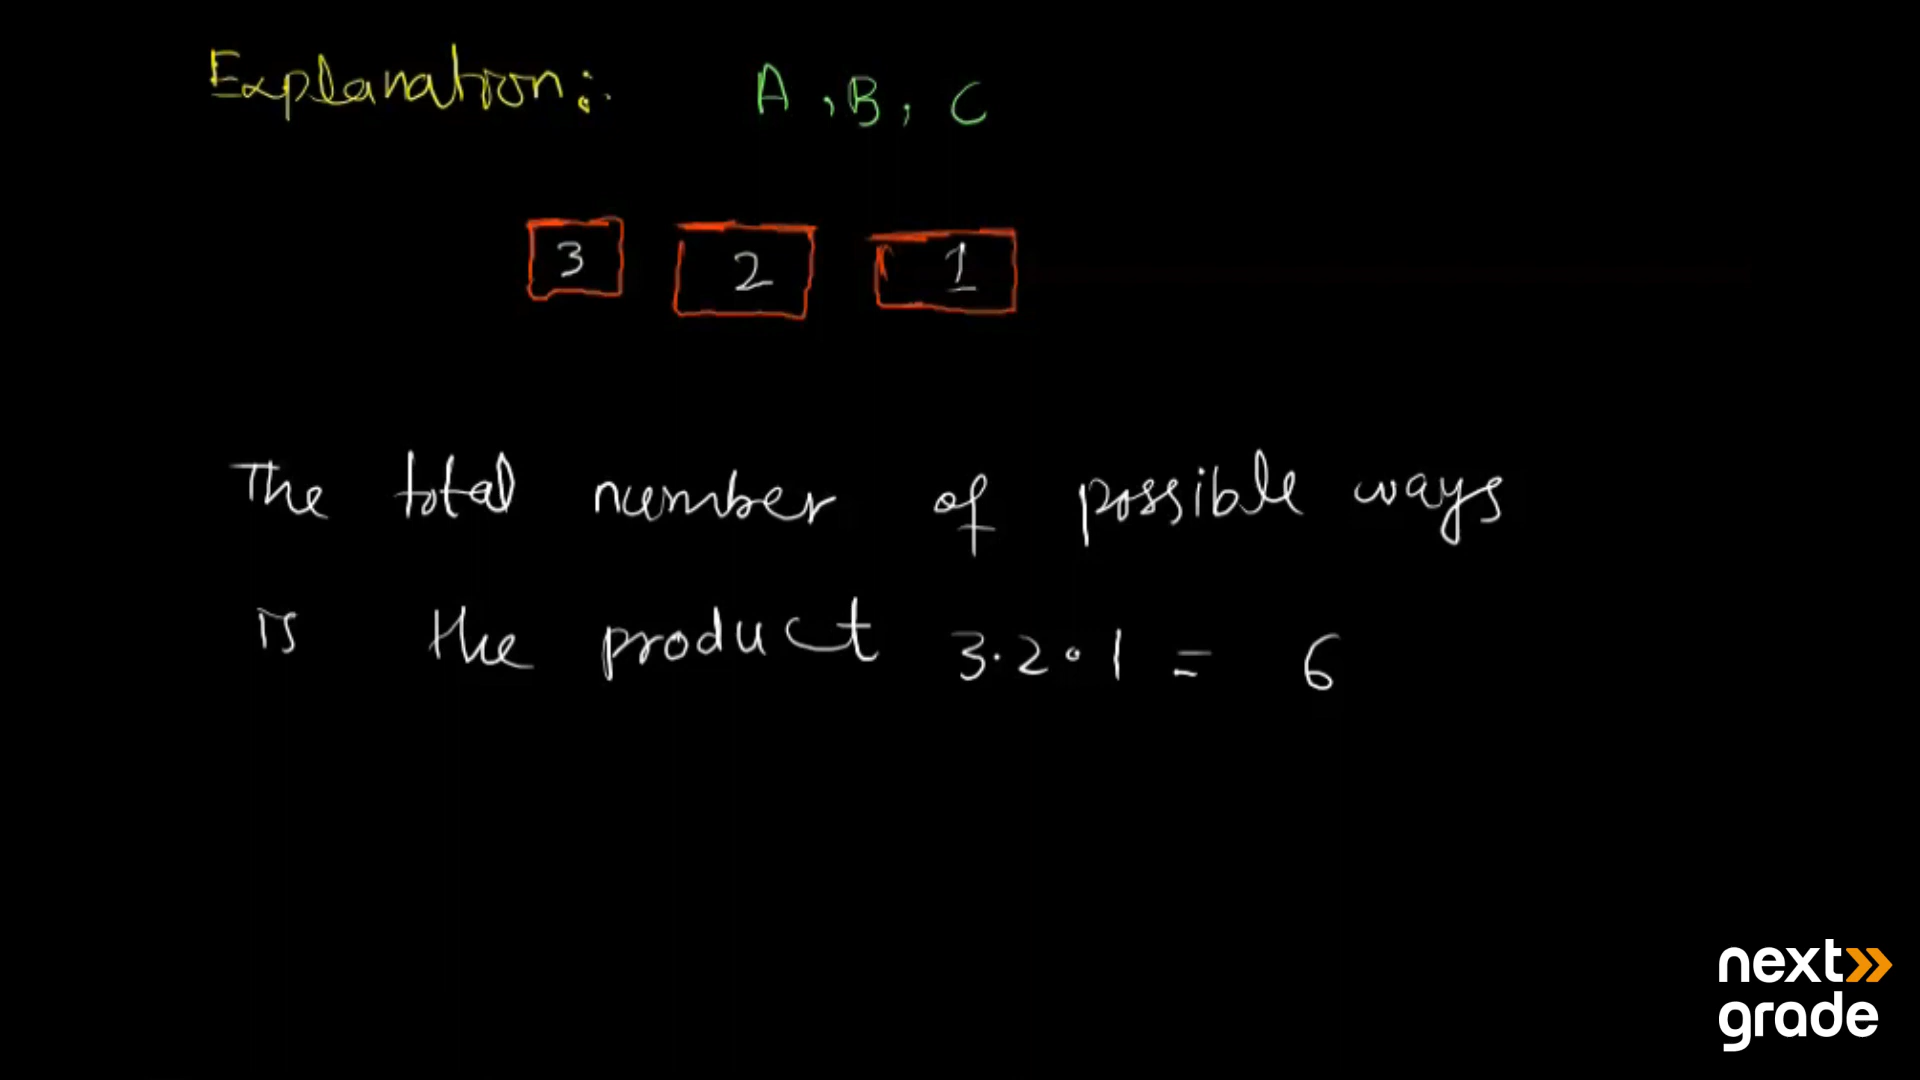 Explanation:. A, B, C
3 2 1
The total number of possible ways
is the product 3.2.1 = 6
next
grade